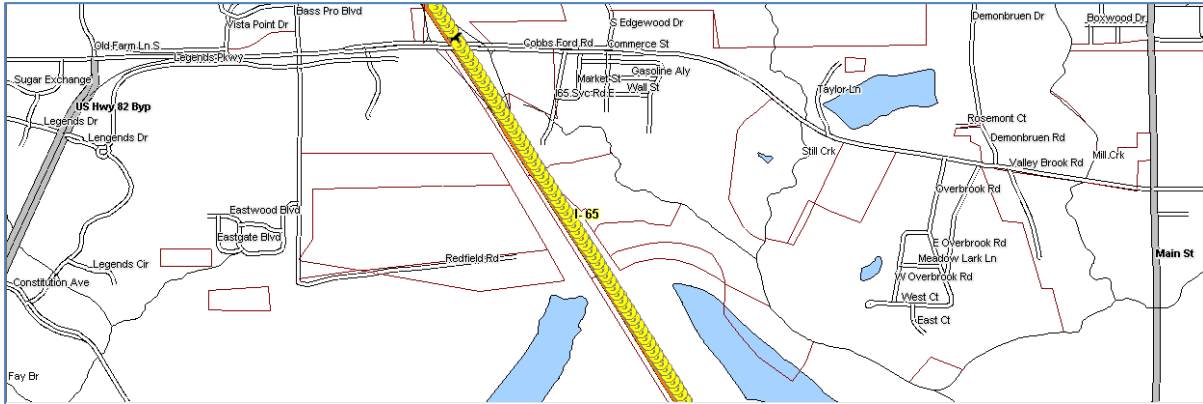 Bass Pro Blvd
Vista Point Dr
S Edgewood Dr
Demonbruen Dr
Boxwood Dr
Old Farm Ln S
Legends Pkwy
Cobbs Ford Rd
Commerce St
Sugar Exchange
Gasoline Aly
Market St
Wall St
I65 Svc Rd E
Taylor Ln
US Hwy 82 Byp
Legends Dr
Lengends Dr
Rosemont Ct
Demonbruen Rd
Still Crk
Valley Brook Rd
Mill Crk
Overbrook Rd
Eastwood Blvd
I- 65
Eastgate Blvd
E Overbrook Rd
Meadow Lark Ln
Main St
Redfield Rd
Legends Cir
W Overbrook Rd
Constitution Ave
West Ct
East Ct
Fay Br